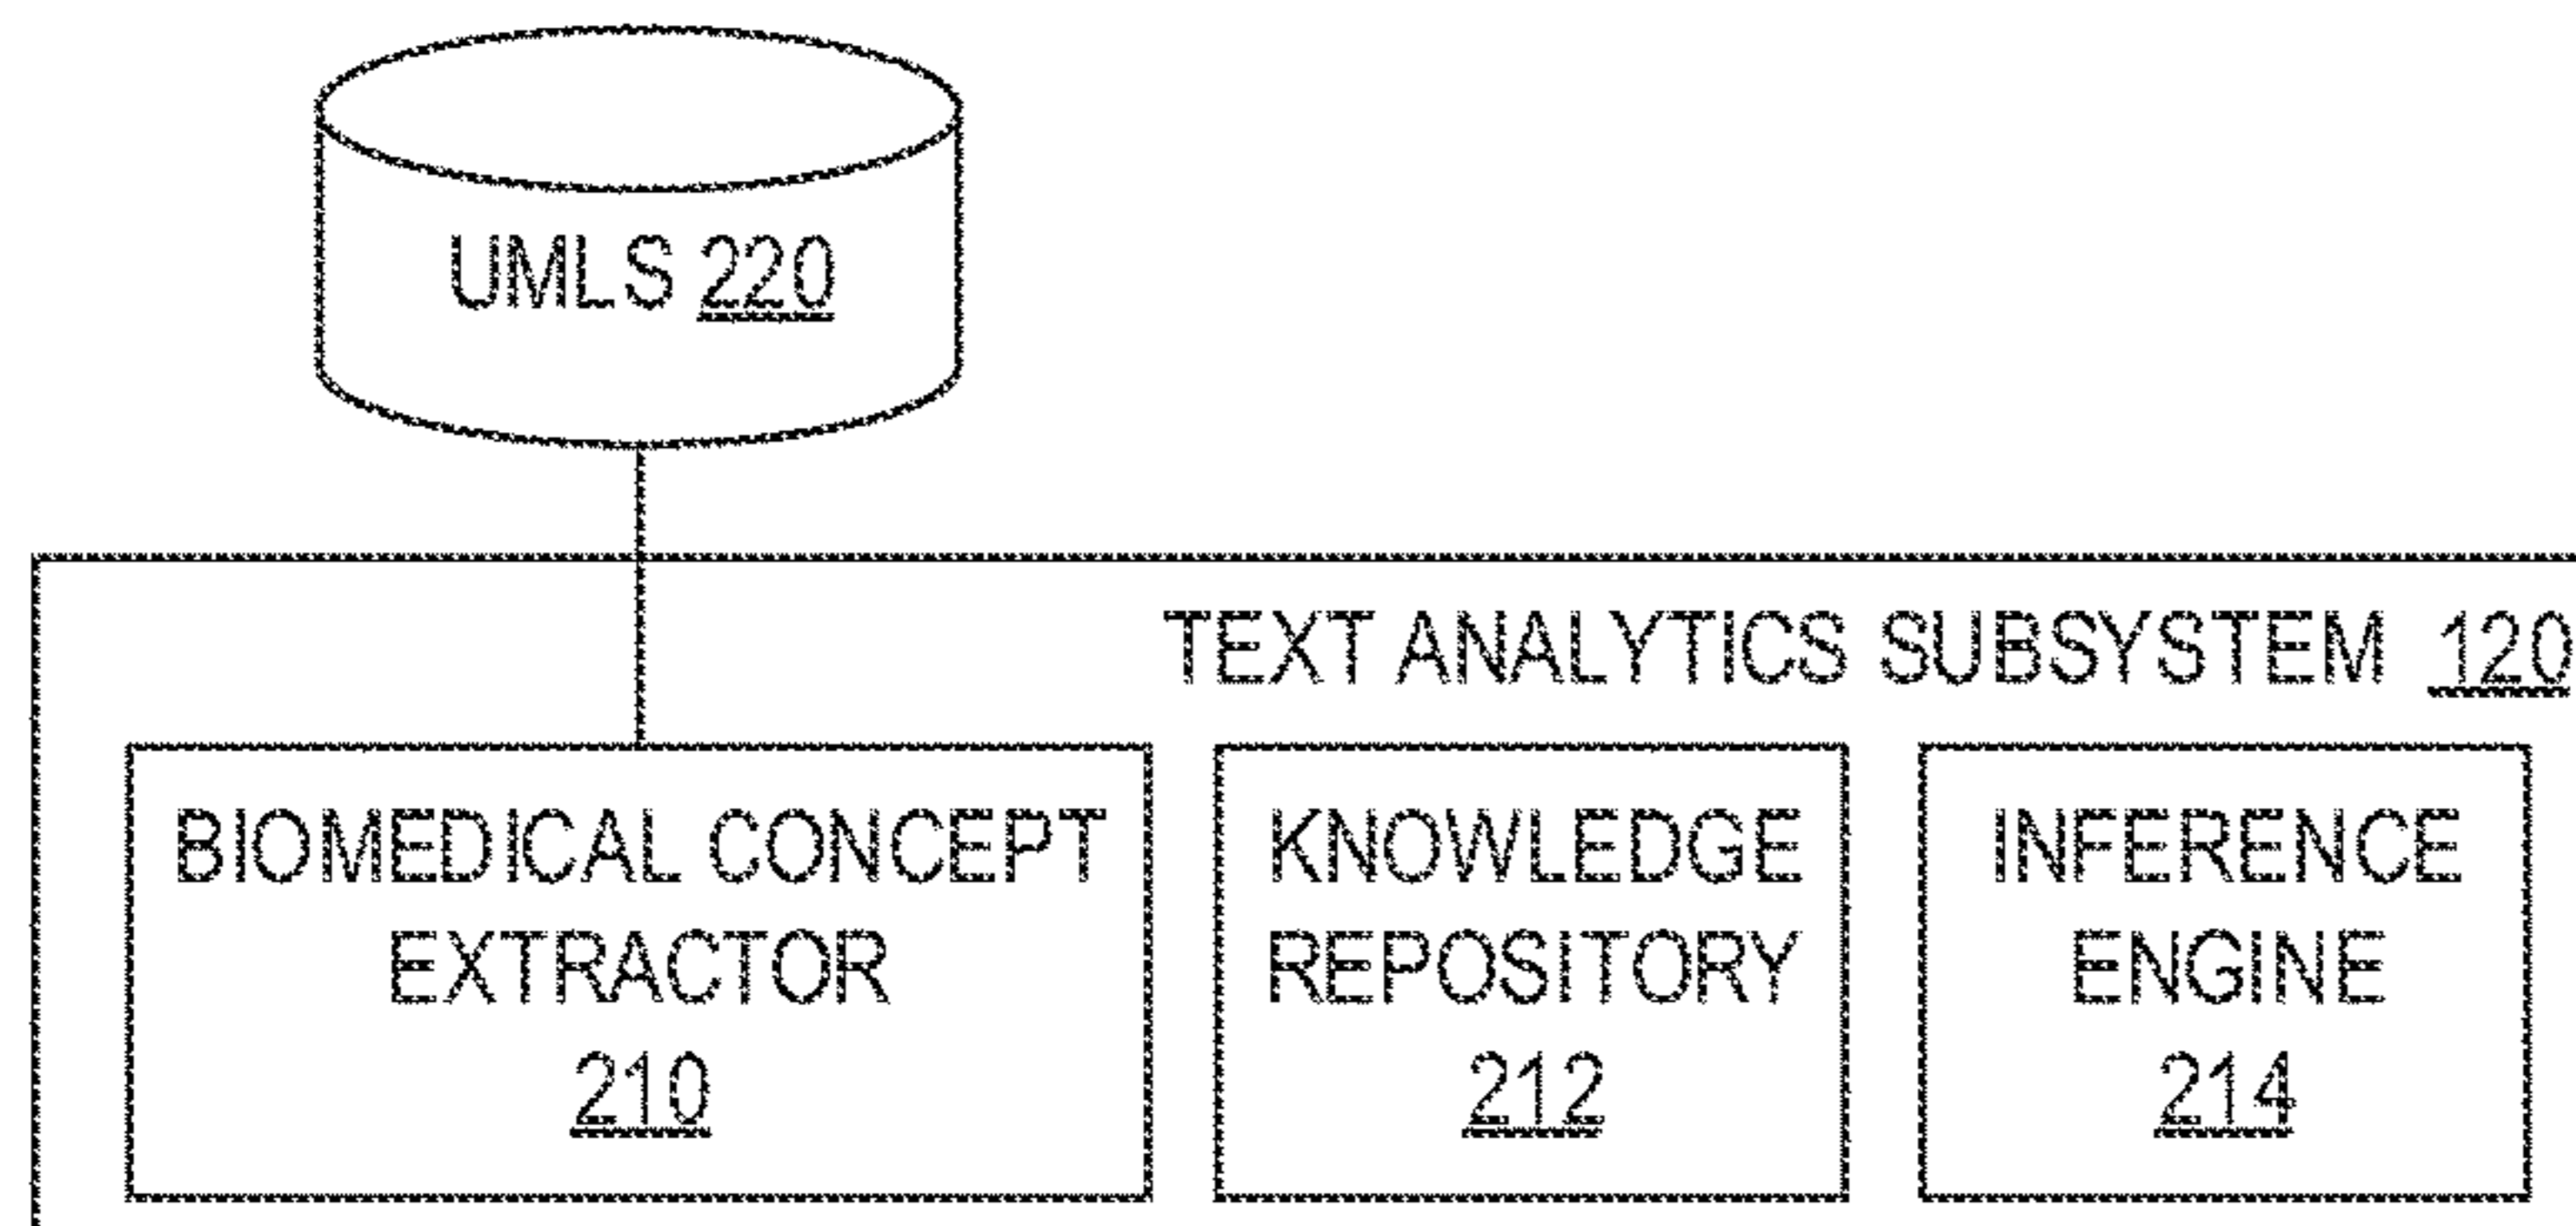 UMLS 220
TEXT ANALYTICS SUBSYSTEM 120
BIOMEDICAL CONCEPT
EXTRACTOR
210
KNOWLEDGE
REPOSITORY
212
INFERENCE
ENGINE
214